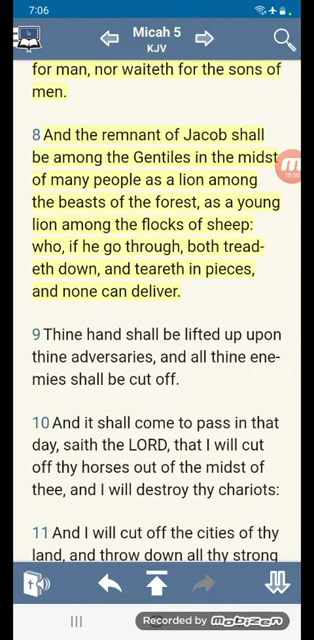 7:06
Micah 5
KJV
for man, nor waiteth for the sons of
men.
8 And the remnant of Jacob shall
be among the Gentiles in the midst
of many people as a lion among
the beasts of the forest, as a young
lion among the flocks of sheep:
who, if he go through, both tread-
eth down, and teareth in pieces,
and none can deliver.
9 Thine hand shall be lifted up upon
thine adversaries, and all thine ene-
mies shall be cut off.
10 And it shall come to pass in that
day, saith the LORD, that I will cut
off thy horses out of the midst of
thee, and I will destroy thy chariots:
11 And I will cut off the cities of thy
land, and throw down all thy strong
Recorded by mobizen